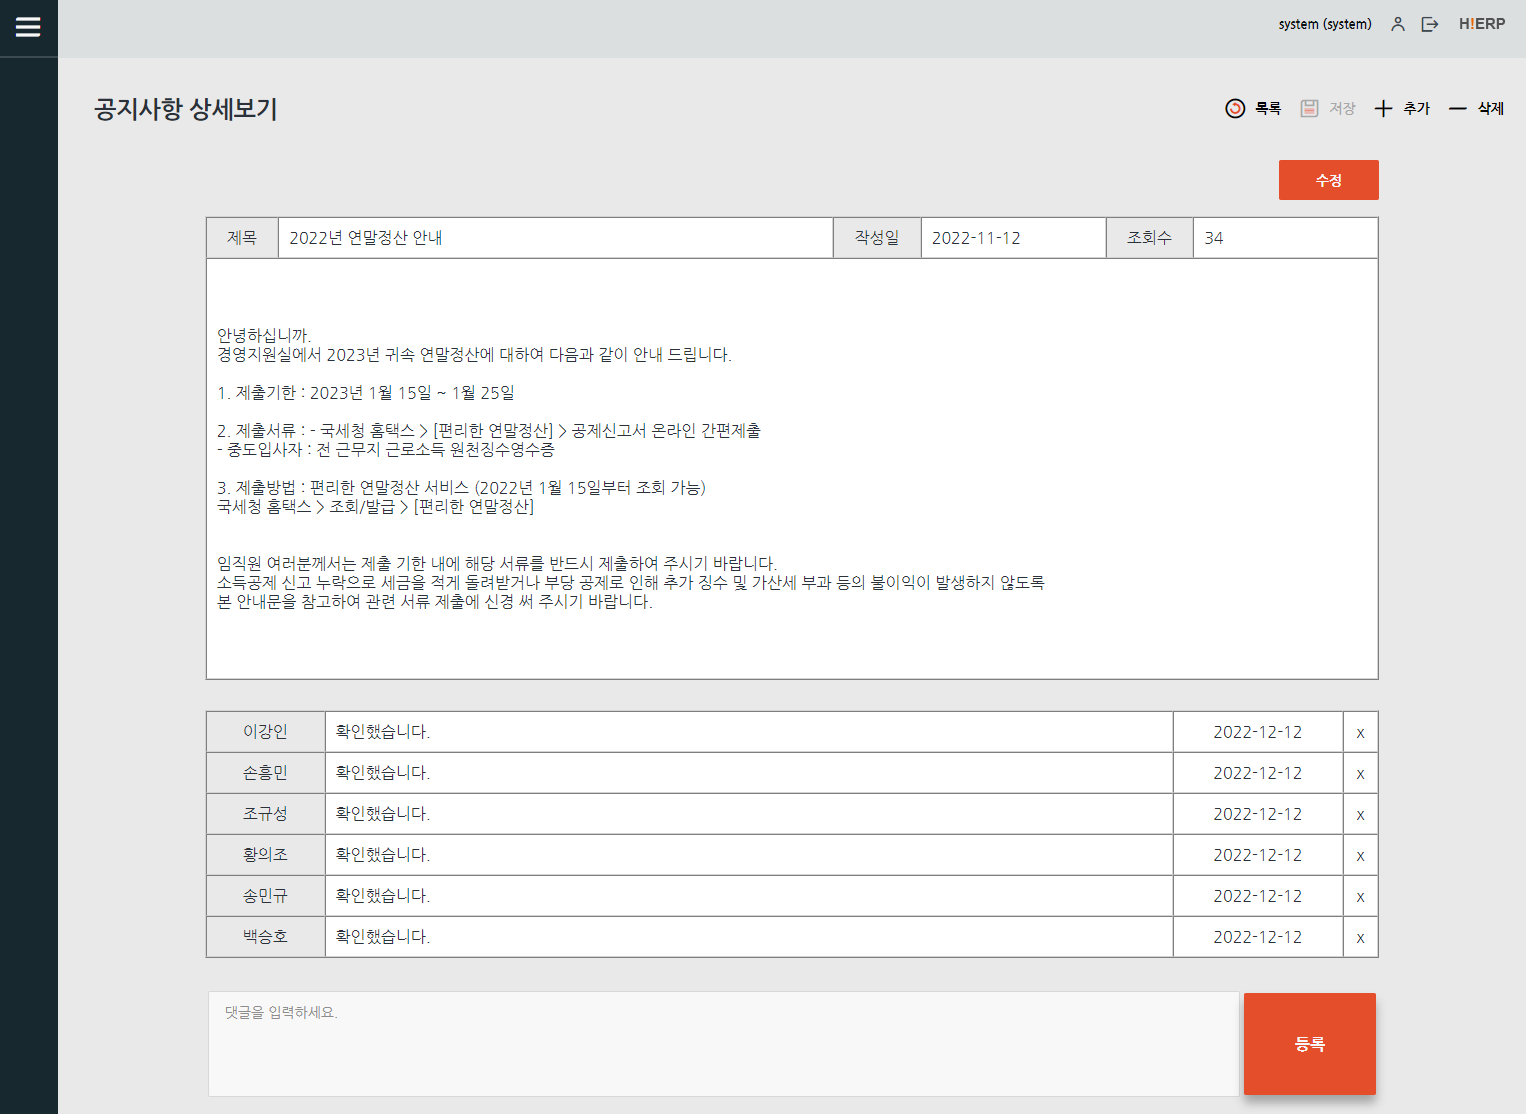 system (system) H!ERP
공지사항 상세보기
목록 저장 추가 삭제
수정
제목 2022년 연말정산 안내 작성일 2022-11-12 조회수 34
안녕하십니까.
경영지원실에서 2023년 귀속 연말정산에 대하여 다음과 같이 안내 드립니다.
1. 제출기한 : 2023년 1월 15일 ~ 1월 25일
2. 제출서류 : - 국세청 홈택스 > [편리한 연말정산] > 공제신고서 온라인 간편제출
- 중도입사자 : 전 근무지 근로소득 원천징수영수증
3. 제출방법 : 편리한 연말정산 서비스 (2022년 1월 15일부터 조회 가능)
국세청 홈택스 > 조회/발급 > [편리한 연말정산]
임직원 여러분께서는 제출 기한 내에 해당 서류를 반드시 제출하여 주시기 바랍니다.
소득공제 신고 누락으로 세금을 적게 돌려받거나 부당 공제로 인해 추가 징수 및 가산세 부과 등의 불이익이 발생하지 않도록
본 안내문을 참고하여 관련 서류 제출에 신경 써 주시기 바랍니다.
이강인 확인했습니다. 2022-12-12 x
손흥민 확인했습니다. 2022-12-12 x
조규성 확인했습니다. 2022-12-12 x
황의조 확인했습니다. 2022-12-12 x
송민규 확인했습니다. 2022-12-12 x
백승호 확인했습니다. 2022-12-12 x
댓글을 입력하세요.
등록